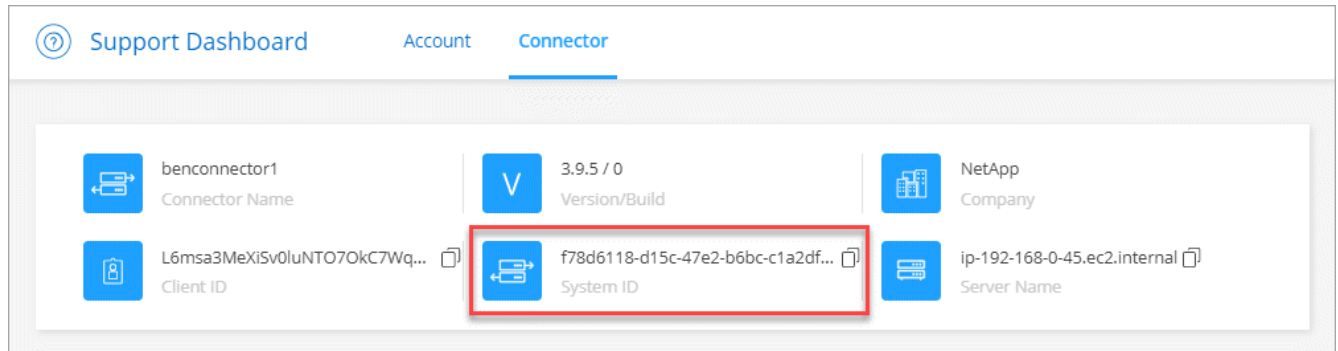 Support Dashboard Account Connector
benconnector1
Connector Name
V
3.9.5 / 0
Version/Build
NetApp
Company
L6msa3MeXiSv0luNTO7OkC7Wq...
Client ID
f78d6118-d15c-47e2-b6bc-c1a2df...
System ID
ip-192-168-0-45.ec2.internal
Server Name